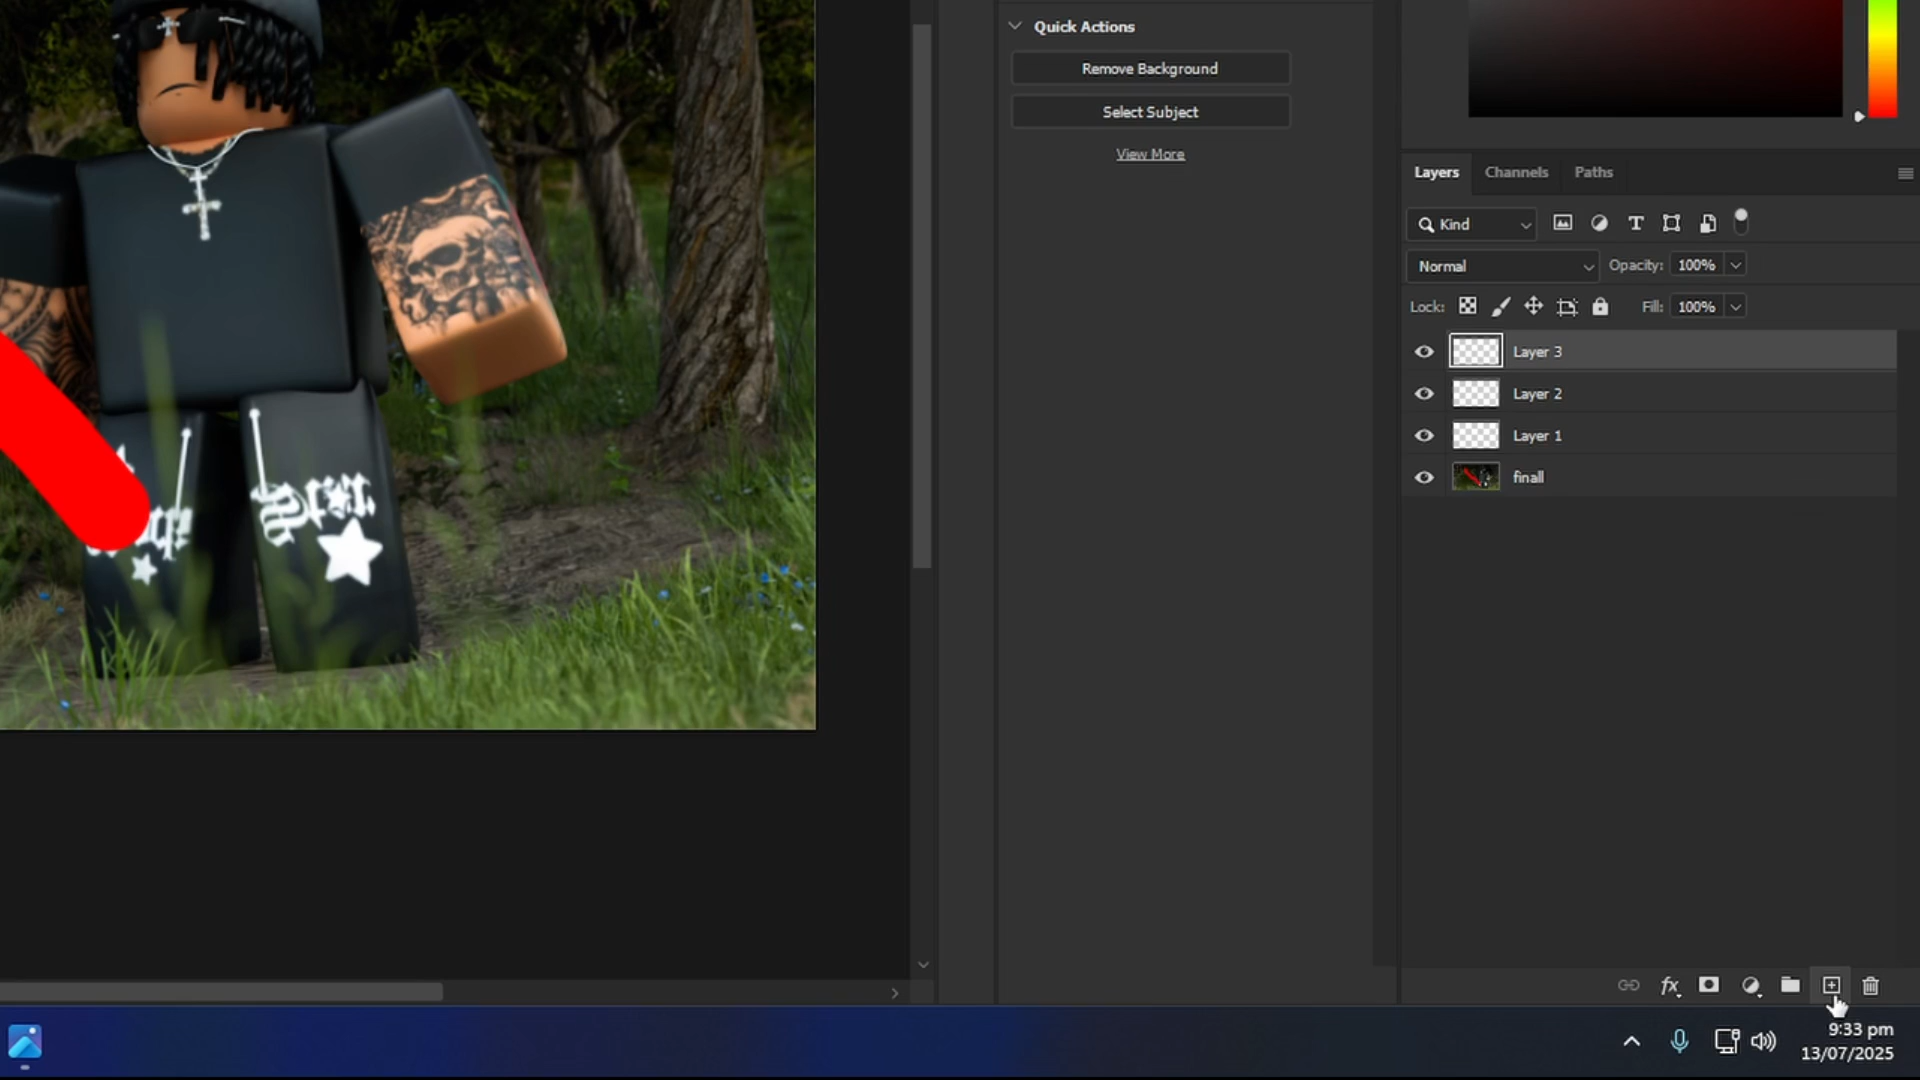 Quick Actions
Remove Background
Select Subject
View More
Layers Channels Paths
Kind
Normal Opacity: 100%
Lock: Fill: 100%
Layer 3
Layer 2
Layer 1
finall
fx
9:33 pm
13/07/2025